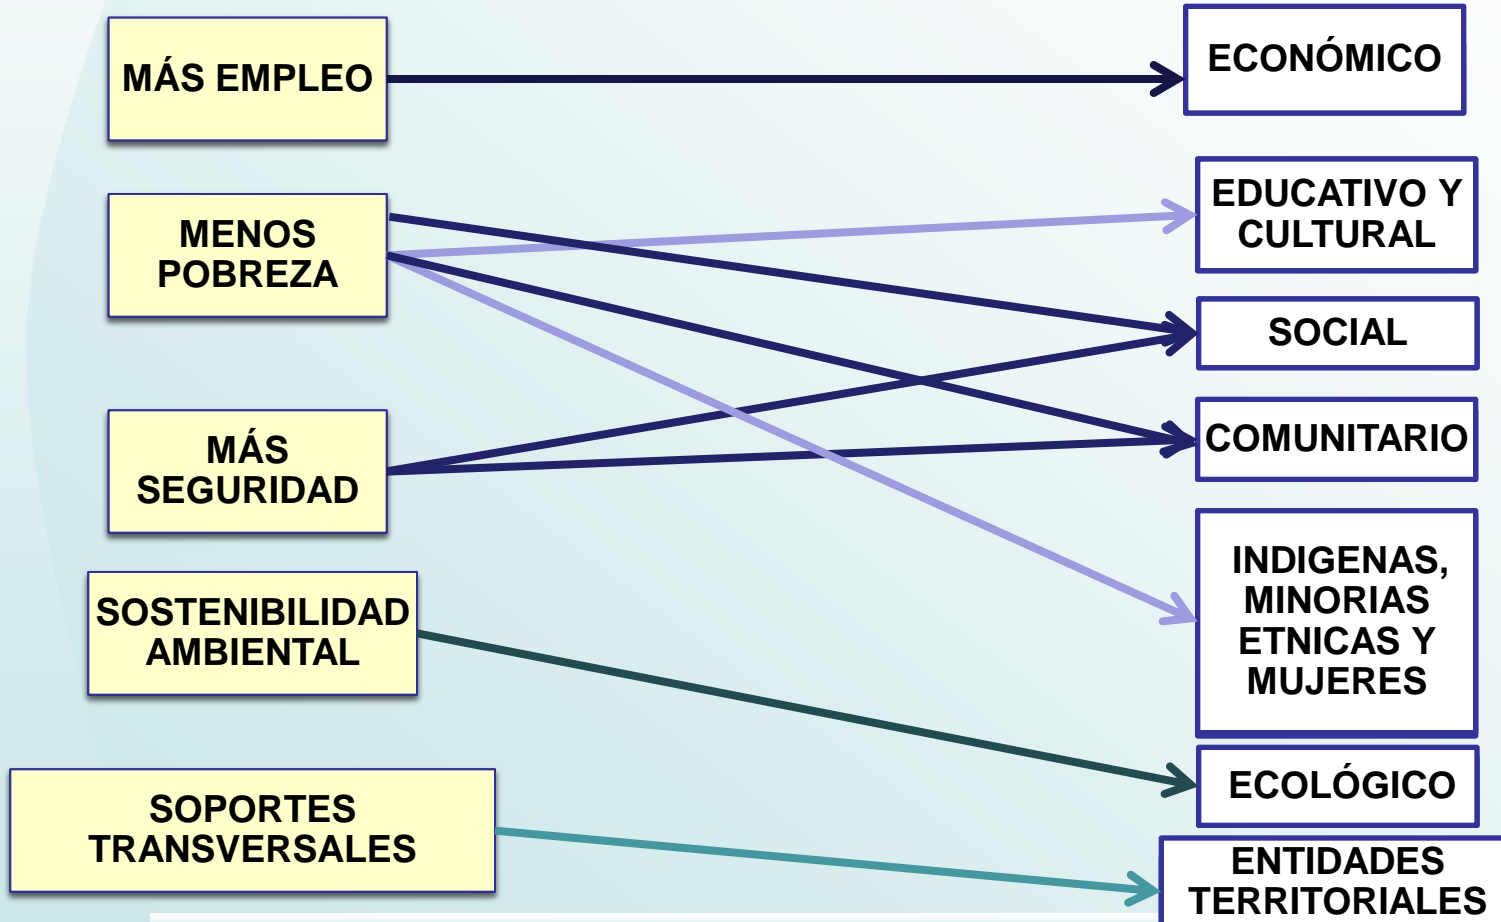 MÁS EMPLEO
ECONÓMICO
MENOS
POBREZA
EDUCATIVO Y
CULTURAL
SOCIAL
MÁS
SEGURIDAD
COMUNITARIO
INDIGENAS,
MINORIAS
ETNICAS Y
MUJERES
SOSTENIBILIDAD
AMBIENTAL
ECOLÓGICO
SOPORTES
TRANSVERSALES
ENTIDADES
TERRITORIALES